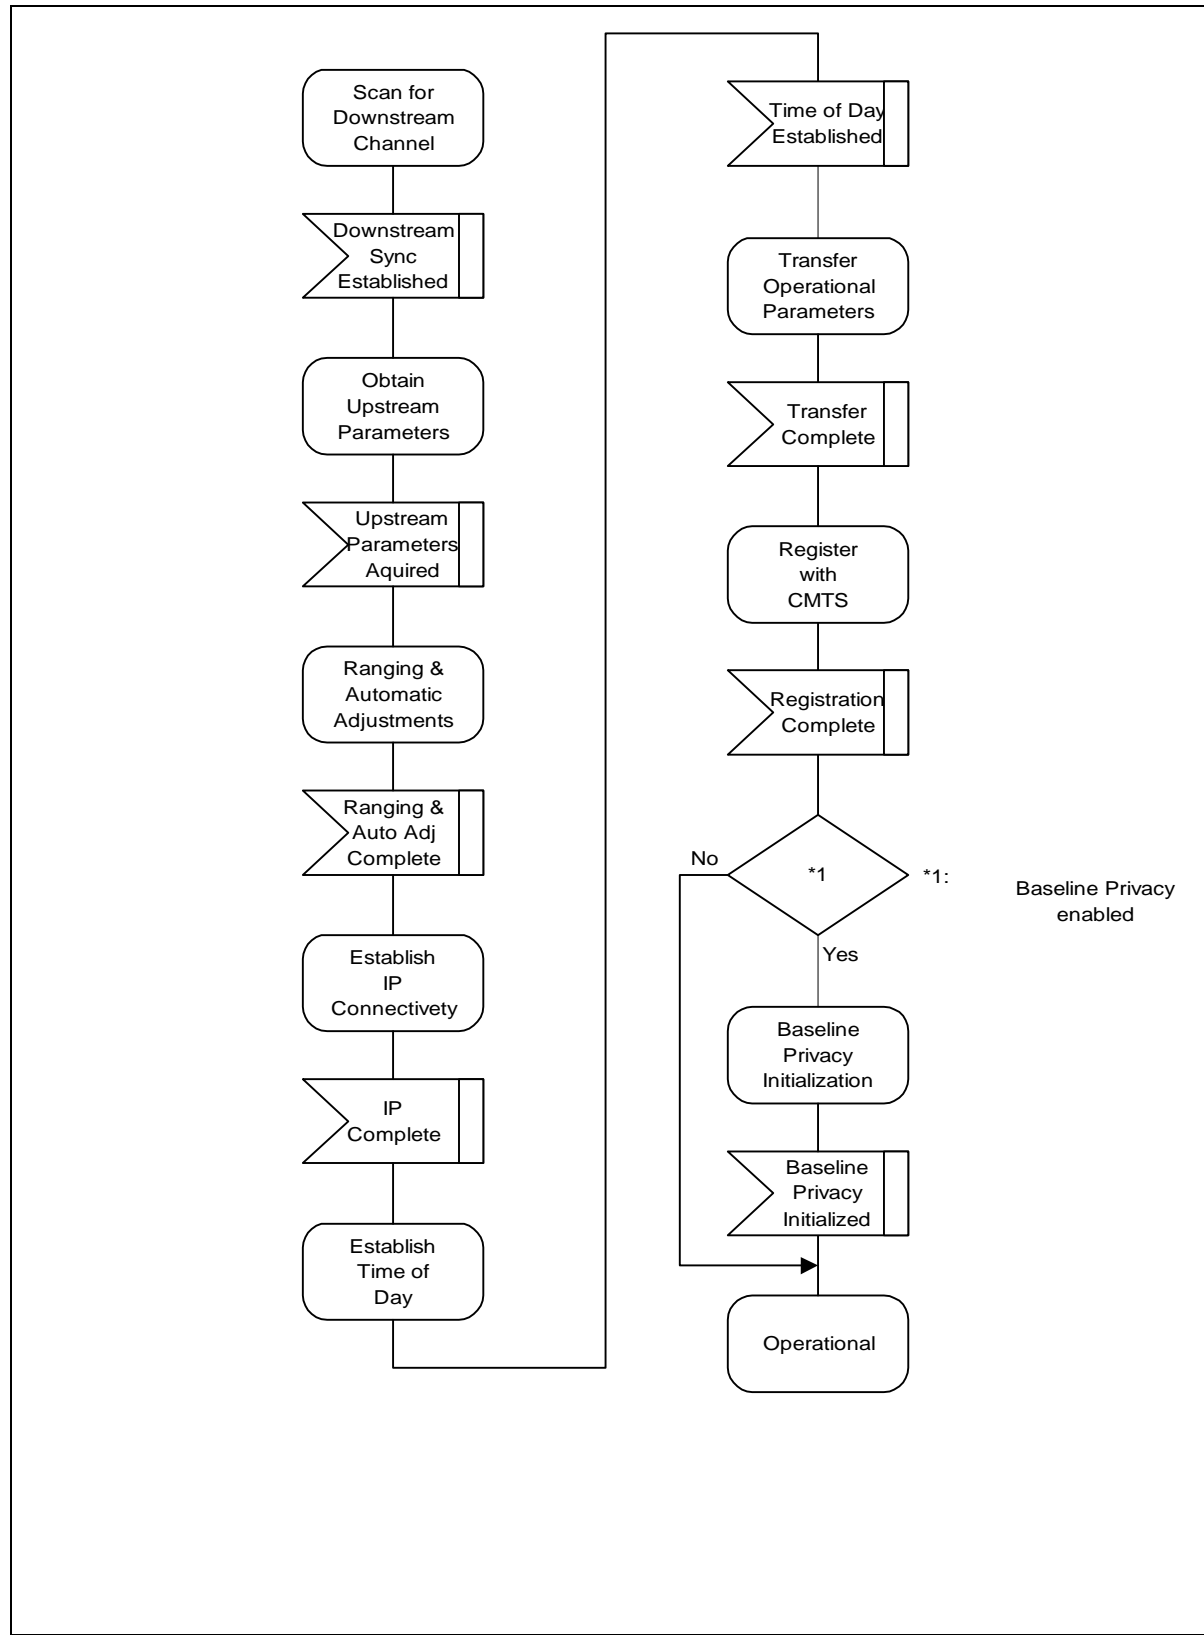 Scan for
Downstream
Channel
Downstream
Sync
Established
Obtain
Upstream
Parameters
Upstream
Parameters
Aquired
Ranging &
Automatic
Adjustments
Ranging &
Auto Adj
Complete
Establish
IP
Connectivety
IP
Complete
Establish
Time of
Day
Time of Day
Established
Transfer
Operational
Parameters
Transfer
Complete
Register
with
CMTS
Registration
Complete
No
*1
*1:
Baseline Privacy
enabled
Yes
Baseline
Privacy
Initialization
Baseline
Privacy
Initialized
Operational